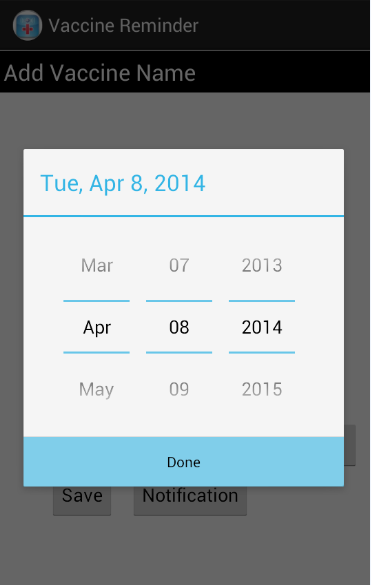 Vaccine Reminder
Add Vaccine Name
Tue, Apr 8, 2014
Mar 07 2013
Apr 08 2014
May 09 2015
Done
Save Notification